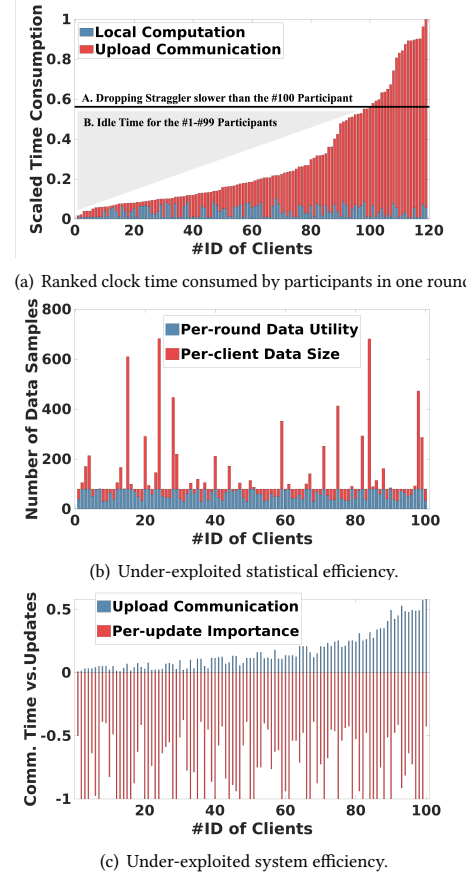 Scaled Time Consumption
1
0.8
0.6
0.4
0.2
0
Local Computation
Upload Communication
A. Dropping Straggler slower than the #100 Participant
B. Idle Time for the #1-#99 Participants
0 20 40 60 80 100 120
#ID of Clients
(a) Ranked clock time consumed by participants in one round
Number of Data Samples
800
600
400
200
0
Per-round Data Utility
Per-client Data Size
0 20 40 60 80 100
#ID of Clients
(b) Under-exploited statistical efficiency.
Comm. Time vs.Updates
0.5
0
-0.5
-1
Upload Communication
Per-update Importance
20 40 60 80 100
#ID of Clients
(c) Under-exploited system efficiency.